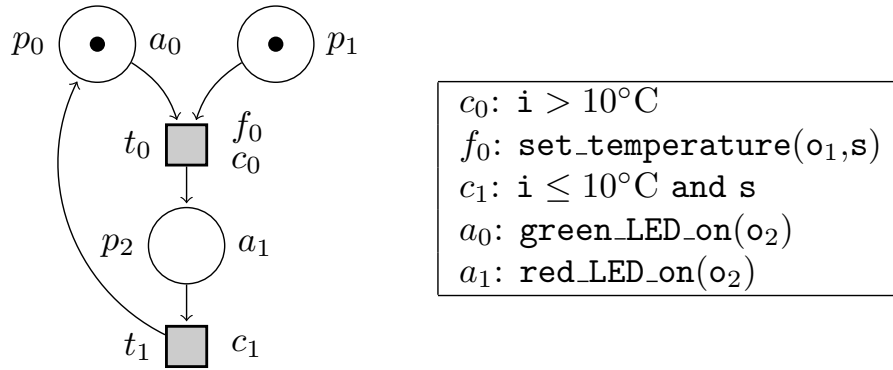 p₀ a₀ p₁
t₀ f₀
c₀
p₂ a₁
t₁ c₁
c₀: i > 10°C
f₀: set_temperature(o₁,s)
c₁: i ≤ 10°C and s
a₀: green_LED_on(o₂)
a₁: red_LED_on(o₂)